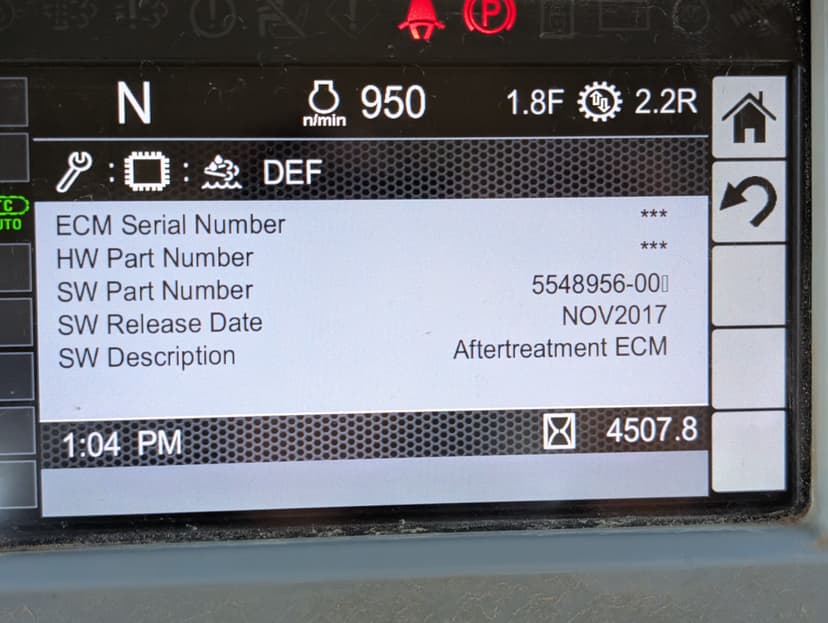 P
N n/min 950 1.8F 2.2R
: : DEF
ECM Serial Number ***
HW Part Number ***
SW Part Number 5548956-00▯
SW Release Date NOV2017
SW Description Aftertreatment ECM
1:04 PM 4507.8